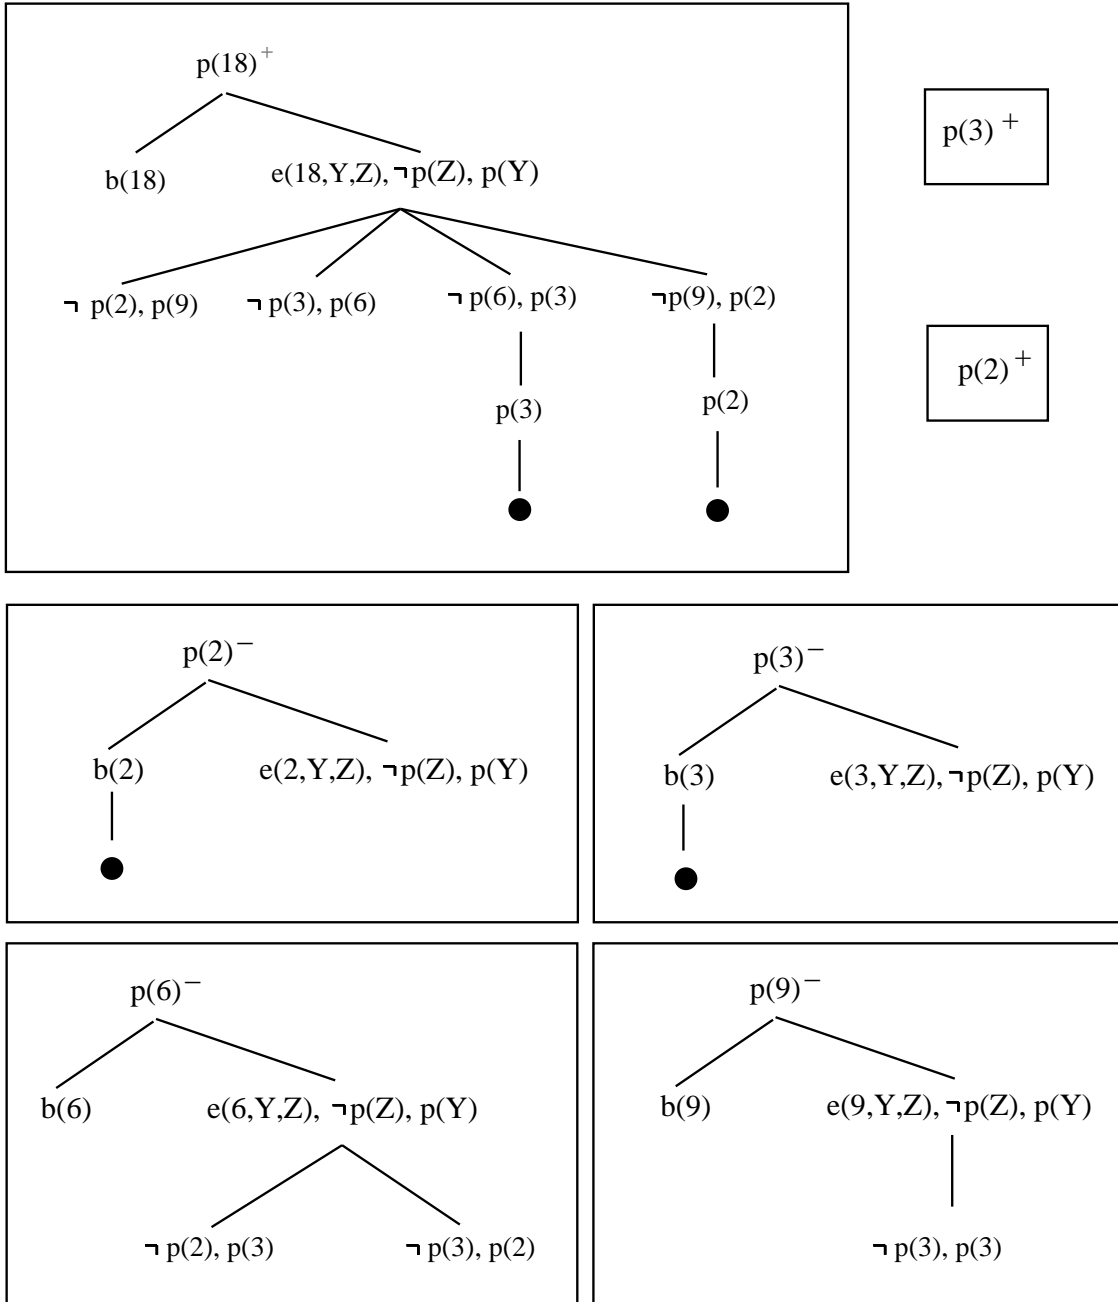 p(18)⁺
b(18) e(18,Y,Z), ¬p(Z), p(Y)
¬ p(2), p(9) ¬ p(3), p(6) ¬ p(6), p(3) ¬p(9), p(2)
p(3) p(2)
p(3)⁺
p(2)⁺
p(2)⁻
b(2) e(2,Y,Z), ¬p(Z), p(Y)
p(3)⁻
b(3) e(3,Y,Z), ¬p(Z), p(Y)
p(6)⁻
b(6) e(6,Y,Z), ¬p(Z), p(Y)
¬ p(2), p(3) ¬ p(3), p(2)
p(9)⁻
b(9) e(9,Y,Z), ¬p(Z), p(Y)
¬ p(3), p(3)